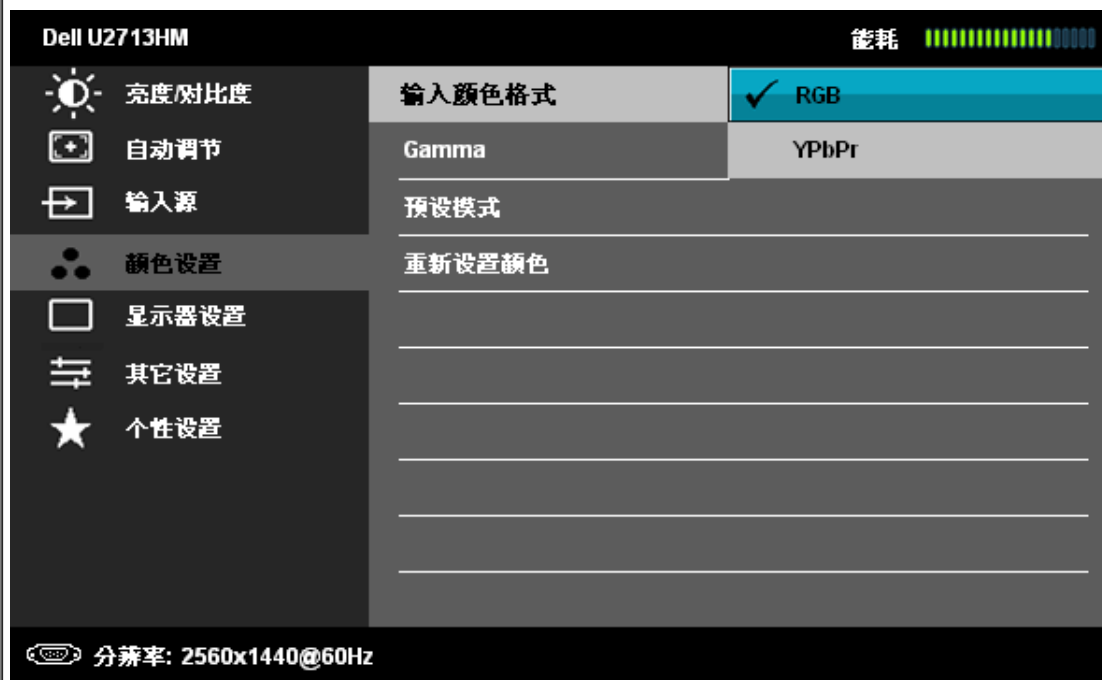 Dell U2713HM
能耗
亮度/对比度
自动调节
输入源
颜色设置
显示器设置
其它设置
个性设置
输入颜色格式
Gamma
预设模式
重新设置颜色
RGB
YPbPr
分辨率: 2560x1440@60Hz